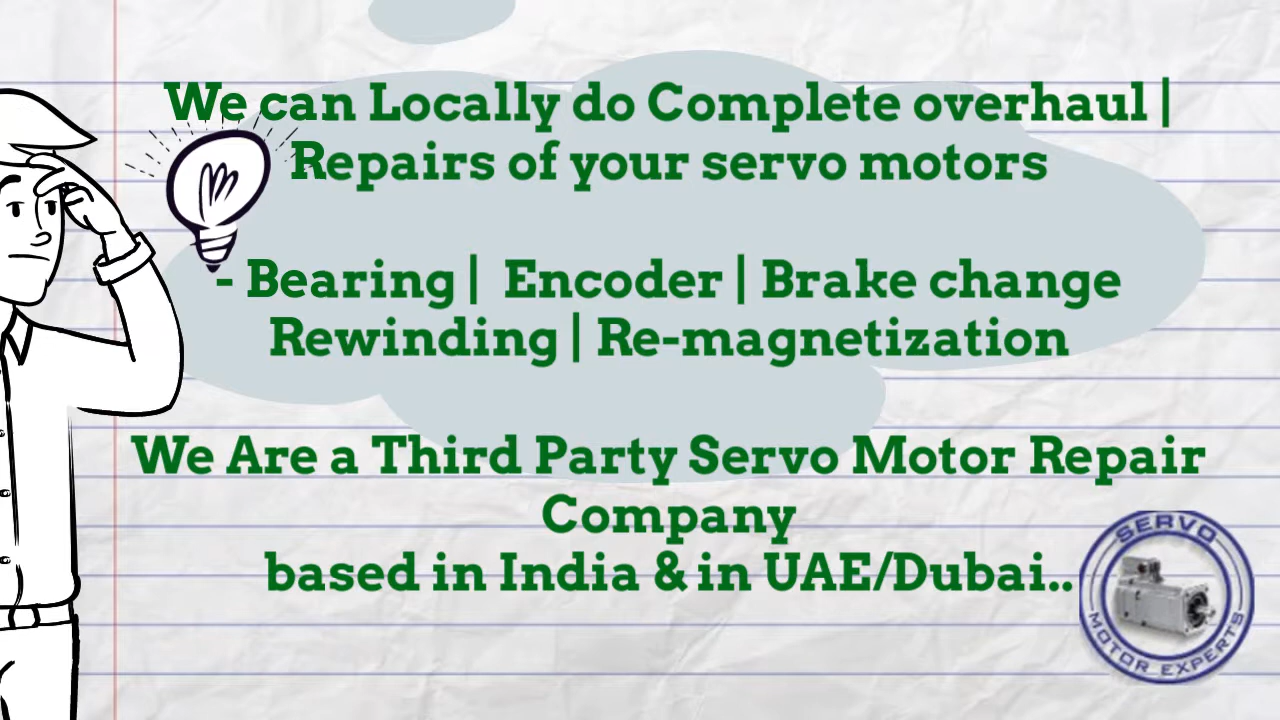 We can Locally do Complete overhaul |
Repairs of your servo motors
- Bearing |  Encoder | Brake change
Rewinding | Re-magnetization
We Are a Third Party Servo Motor Repair
Company
based in India & in UAE/Dubai..
SERVO
MOTOR EXPERTS